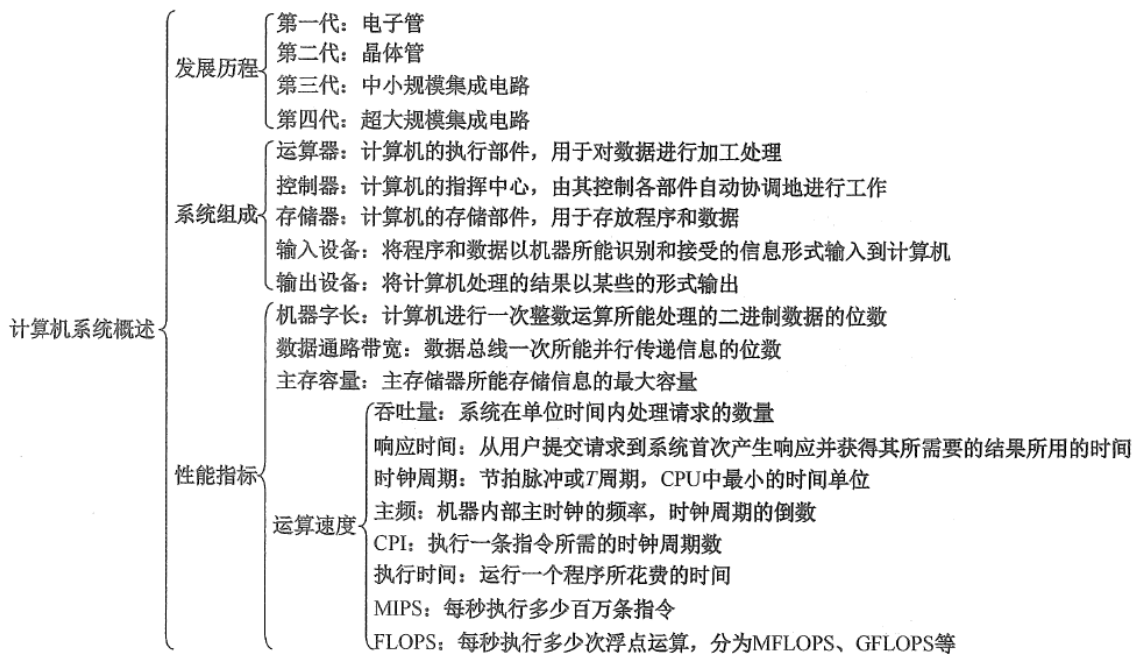 第一代：电子管
第二代：晶体管
发展历程
第三代：中小规模集成电路
第四代：超大规模集成电路
运算器：计算机的执行部件，用于对数据进行加工处理
控制器：计算机的指挥中心，由其控制各部件自动协调地进行工作
系统组成
存储器：计算机的存储部件，用于存放程序和数据
输入设备：将程序和数据以机器所能识别和接受的信息形式输入到计算机
输出设备：将计算机处理的结果以某些的形式输出
计算机系统概述
机器字长：计算机进行一次整数运算所能处理的二进制数据的位数
数据通路带宽：数据总线一次所能并行传递信息的位数
主存容量：主存储器所能存储信息的最大容量
吞吐量：系统在单位时间内处理请求的数量
响应时间：从用户提交请求到系统首次产生响应并获得其所需要的结果所用的时间
性能指标
时钟周期：节拍脉冲或T周期，CPU中最小的时间单位
主频：机器内部主时钟的频率，时钟周期的倒数
运算速度
CPI：执行一条指令所需的时钟周期数
执行时间：运行一个程序所花费的时间
MIPS：每秒执行多少百万条指令
FLOPS：每秒执行多少次浮点运算，分为MFLOPS、GFLOPS等